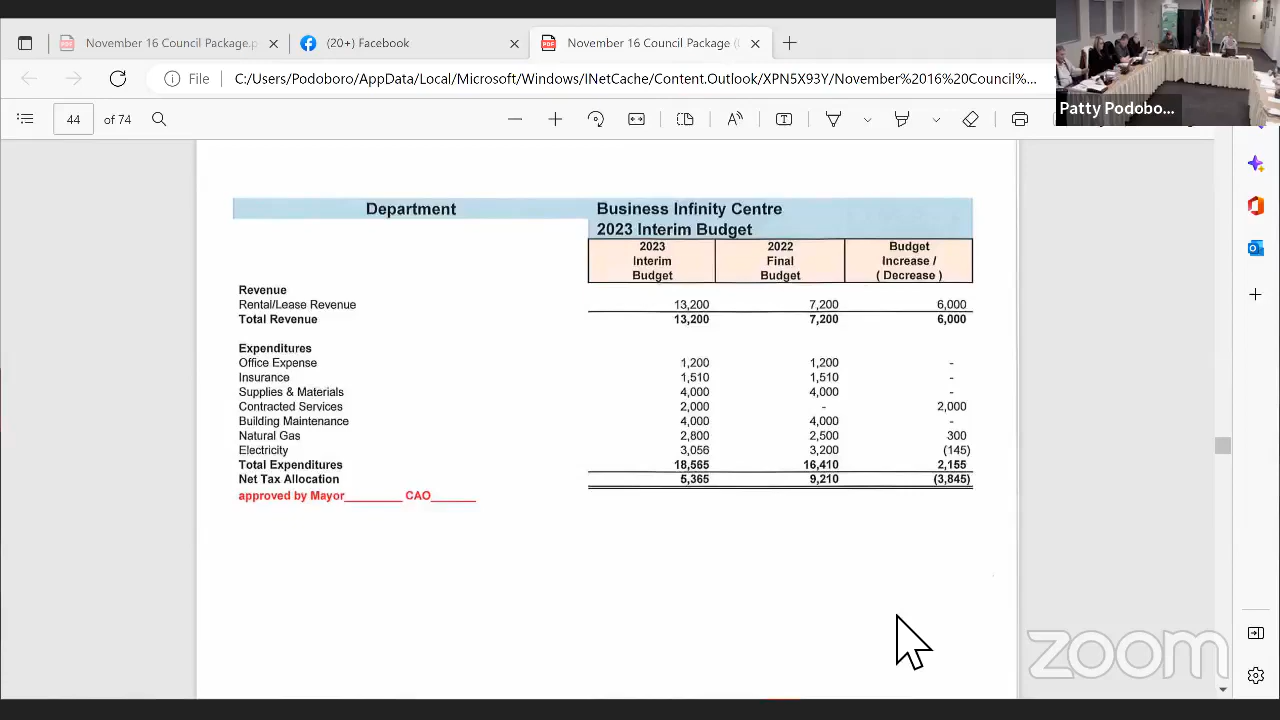 November 16 Council Package.p
(20+) Facebook
November 16 Council Package (
File
C:/Users/Podoboro/AppData/Local/Microsoft/Windows/INetCache/Content.Outlook/XPN5X93Y/November%2016%20Council%...
Patty Podobo...
44 of 74
Department
Business Infinity Centre
2023 Interim Budget
2023 Interim Budget
2022 Final Budget
Budget Increase / ( Decrease )
Revenue
Rental/Lease Revenue 13,200 7,200 6,000
Total Revenue 13,200 7,200 6,000
Expenditures
Office Expense 1,200 1,200 -
Insurance 1,510 1,510 -
Supplies & Materials 4,000 4,000 -
Contracted Services 2,000 - 2,000
Building Maintenance 4,000 4,000 -
Natural Gas 2,800 2,500 300
Electricity 3,056 3,200 (145)
Total Expenditures 18,565 16,410 2,155
Net Tax Allocation 5,365 9,210 (3,845)
approved by Mayor_________ CAO_______
zoom